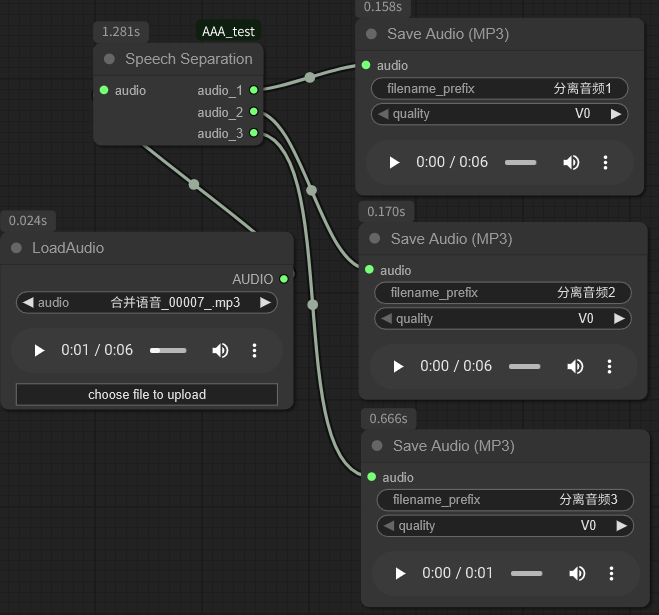 1.281s
AAA_test
Speech Separation
audio
audio_1
audio_2
audio_3
0.024s
LoadAudio
AUDIO
audio 合并语音_00007_.mp3
0:01 / 0:06
choose file to upload
0.158s
Save Audio (MP3)
audio
filename_prefix 分离音频1
quality V0
0:00 / 0:06
0.170s
Save Audio (MP3)
audio
filename_prefix 分离音频2
quality V0
0:00 / 0:06
0.666s
Save Audio (MP3)
audio
filename_prefix 分离音频3
quality V0
0:00 / 0:01